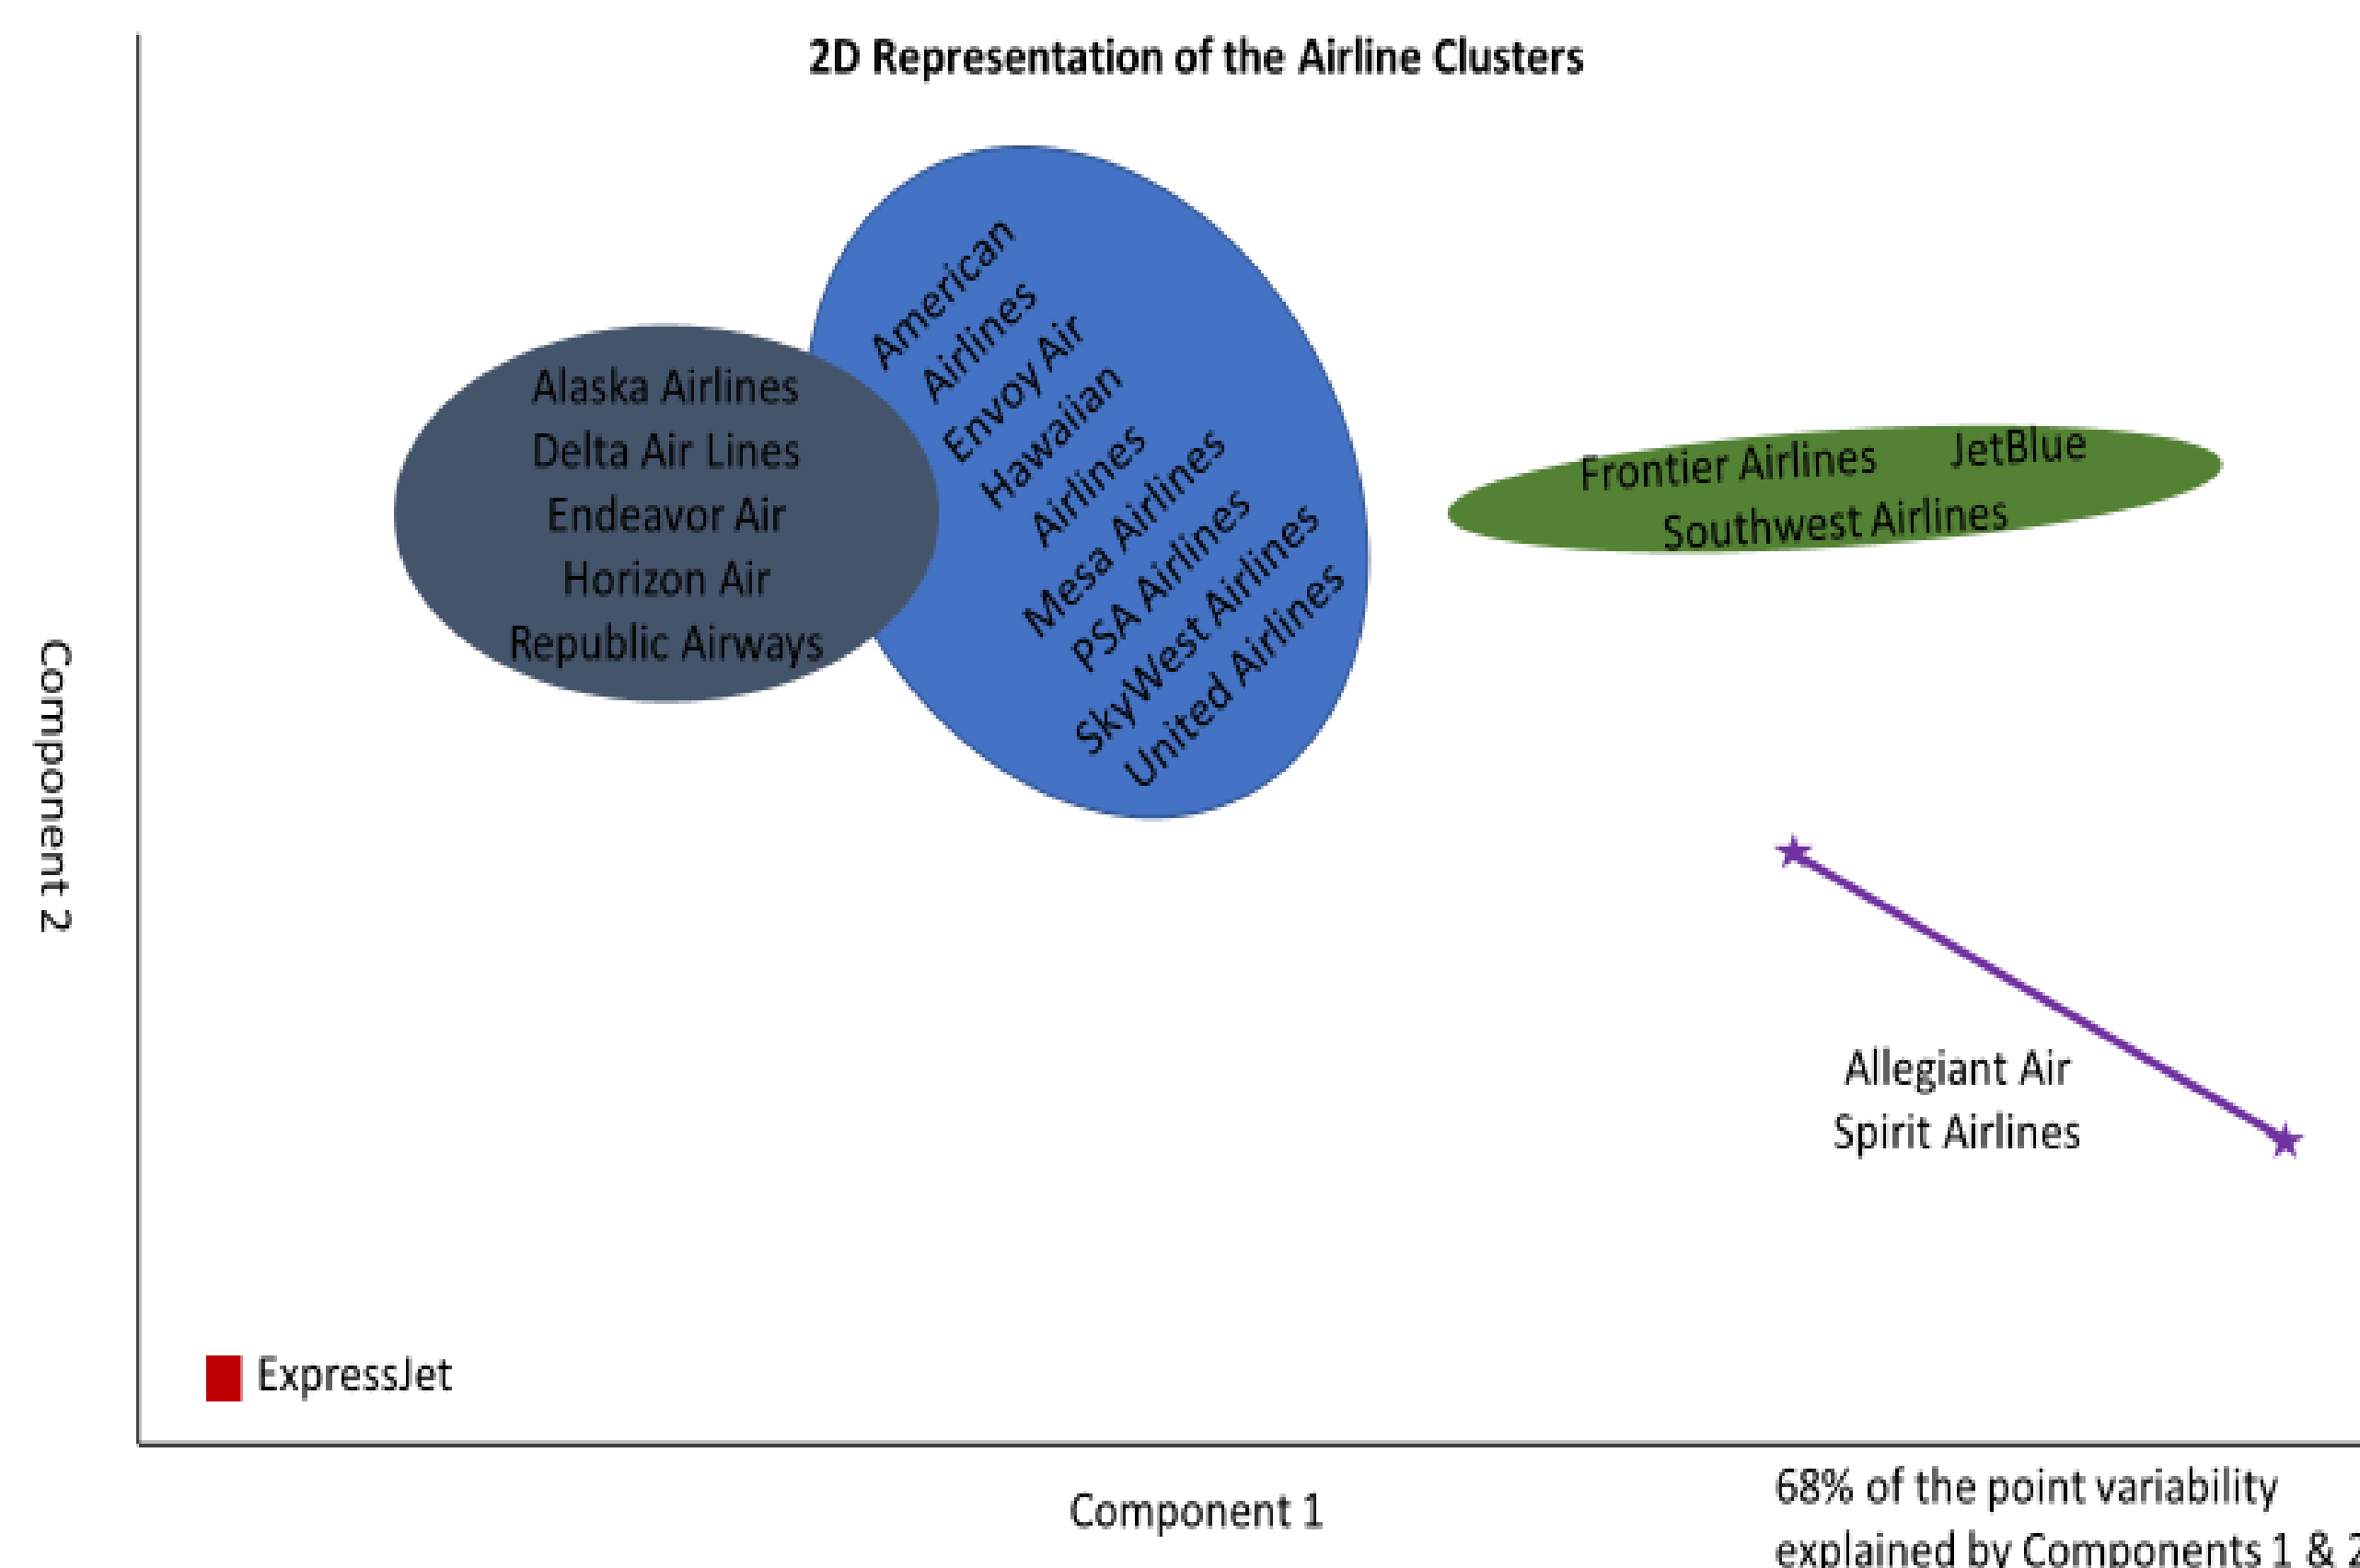 2D Representation of the Airline Clusters
American
Airlines
Envoy Air
Hawaiian
Airlines
Mesa Airlines
PSA Airlines
SkyWest Airlines
United Airlines
Alaska Airlines
Delta Air Lines
Endeavor Air
Horizon Air
Republic Airways
Frontier Airlines JetBlue
Southwest Airlines
Component 2
Allegiant Air
Spirit Airlines
ExpressJet
Component 1
68% of the point variability
explained by Components 1 & 2